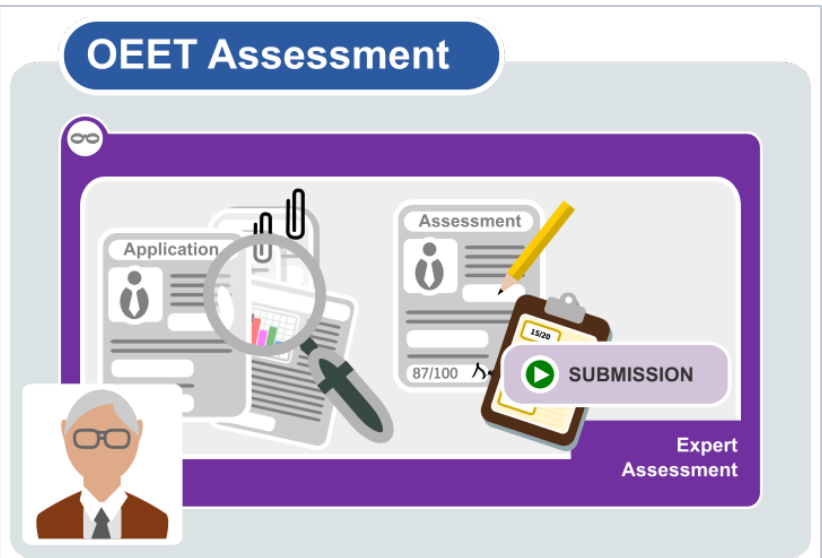 OEET Assessment
Application
Assessment
15/20
87/100
SUBMISSION
Expert
Assessment